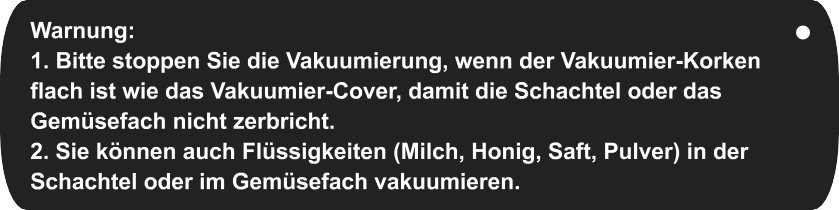 Warnung:
1. Bitte stoppen Sie die Vakuumierung, wenn der Vakuumier-Korken
flach ist wie das Vakuumier-Cover, damit die Schachtel oder das
Gemüsefach nicht zerbricht.
2. Sie können auch Flüssigkeiten (Milch, Honig, Saft, Pulver) in der
Schachtel oder im Gemüsefach vakuumieren.